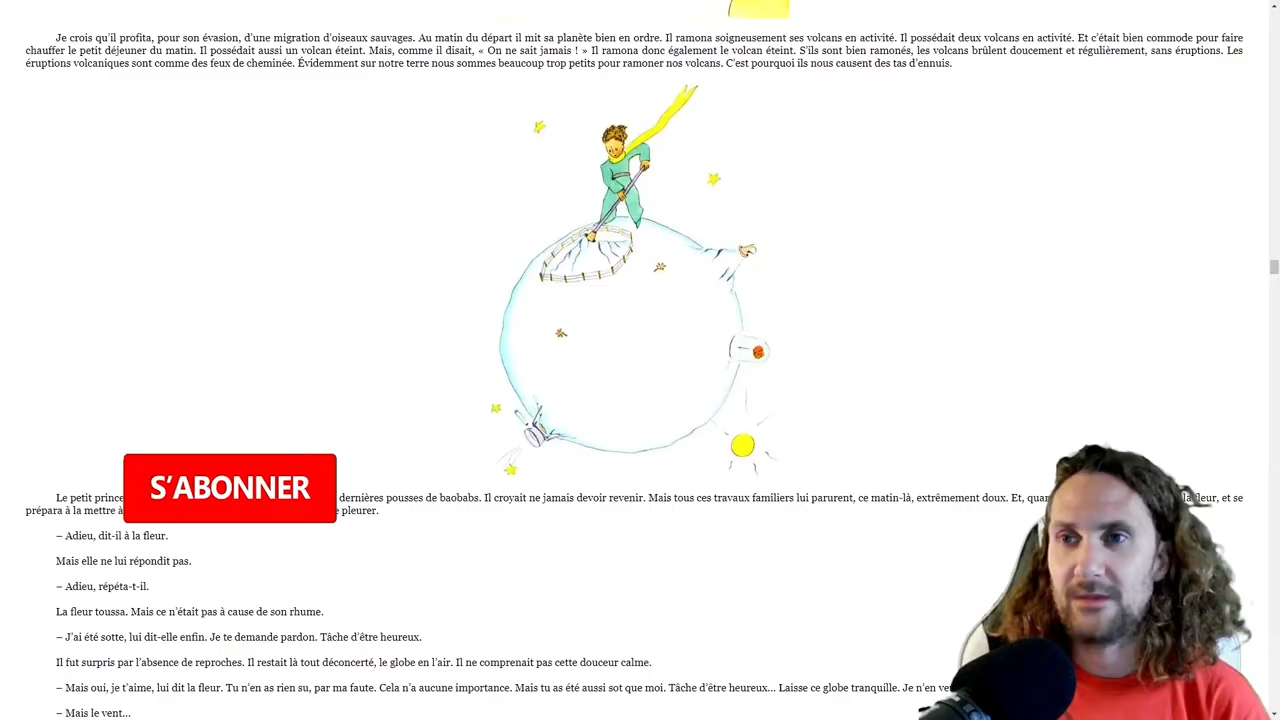 Je crois qu’il profita, pour son évasion, d’une migration d’oiseaux sauvages. Au matin du départ il mit sa planète bien en ordre. Il ramona soigneusement ses volcans en activité. Il possédait deux volcans en activité. Et c’était bien commode pour faire
chauffer le petit déjeuner du matin. Il possédait aussi un volcan éteint. Mais, comme il disait, « On ne sait jamais ! » Il ramona donc également le volcan éteint. S’ils sont bien ramonés, les volcans brûlent doucement et régulièrement, sans éruptions. Les
éruptions volcaniques sont comme des feux de cheminée. Évidemment sur notre terre nous sommes beaucoup trop petits pour ramoner nos volcans. C’est pourquoi ils nous causent des tas d’ennuis.
S’ABONNER
Le petit prince dernières pousses de baobabs. Il croyait ne jamais devoir revenir. Mais tous ces travaux familiers lui parurent, ce matin-là, extrêmement doux. Et, fleur, et se
prépara à la mettre à pleurer.
– Adieu, dit-il à la fleur.
Mais elle ne lui répondit pas.
– Adieu, répéta-t-il.
La fleur toussa. Mais ce n’était pas à cause de son rhume.
– J’ai été sotte, lui dit-elle enfin. Je te demande pardon. Tâche d’être heureux.
Il fut surpris par l’absence de reproches. Il restait là tout déconcerté, le globe en l’air. Il ne comprenait pas cette douceur calme.
– Mais oui, je t’aime, lui dit la fleur. Tu n’en as rien su, par ma faute. Cela n’a aucune importance. Mais tu as été aussi sot que moi. Tâche d’être heureux... Laisse ce globe tranquille. Je n’en
– Mais le vent...